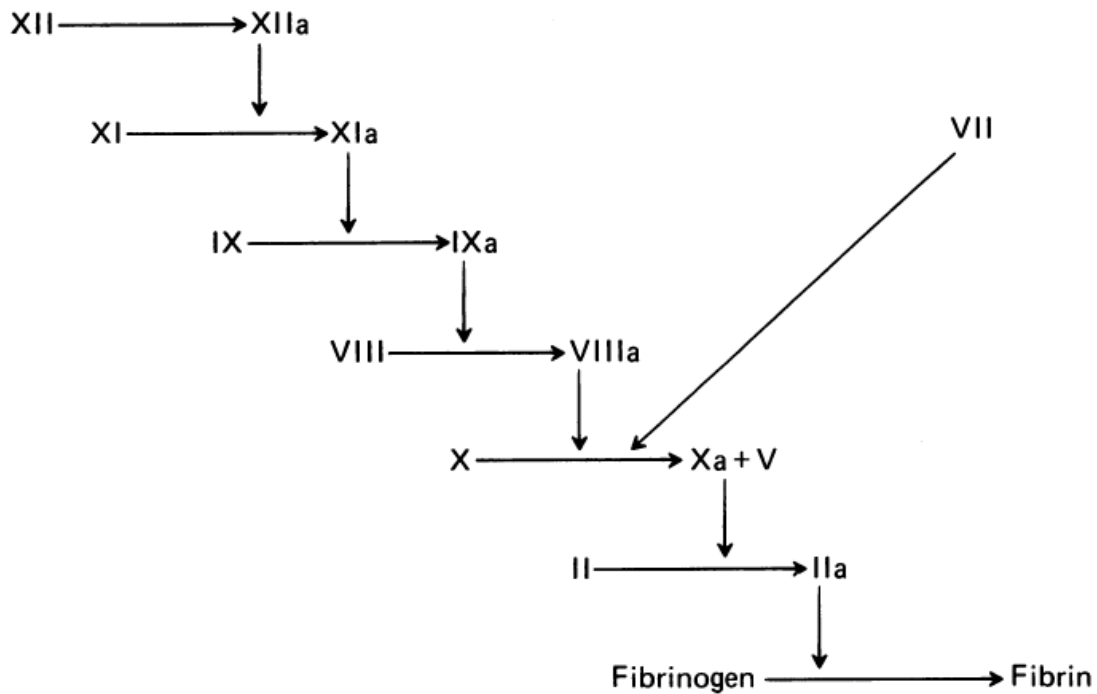 XII XIIa
XI XIa VII
IX IXa
VIII VIIIa
X Xa + V
II IIa
Fibrinogen Fibrin